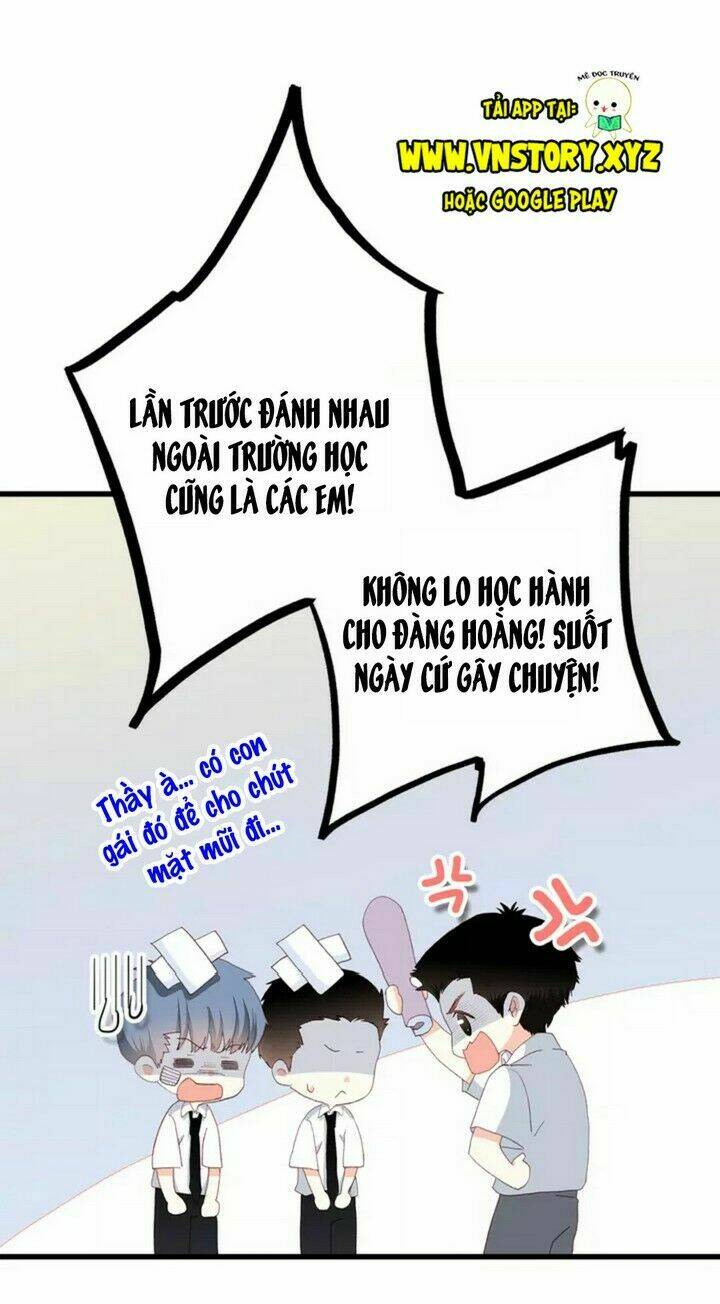 MÊ ĐỌC TRUYỆN
TẢI APP TẠI:
WWW.VNSTORY.XYZ
HOẶC GOOGLE PLAY
LẦN TRƯỚC ĐÁNH NHAU
NGOÀI TRƯỜNG HỌC
CŨNG LÀ CÁC EM!
KHÔNG LO HỌC HÀNH
CHO ĐÀNG HOÀNG! SUỐT
NGÀY CỨ GÂY CHUYỆN!
Thầy à... có con
gái đó để cho chút
mặt mũi đi...